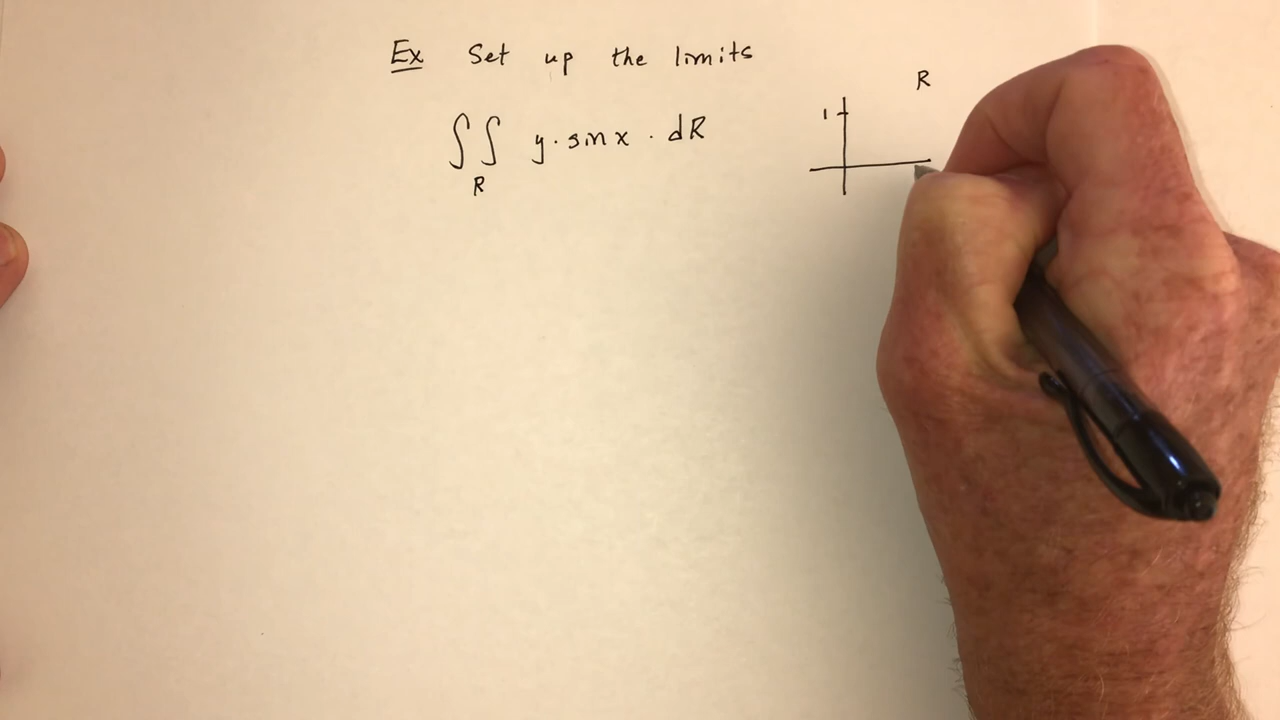 Ex Set up the limits
∫∫ y · sin x · dR
R
R
1